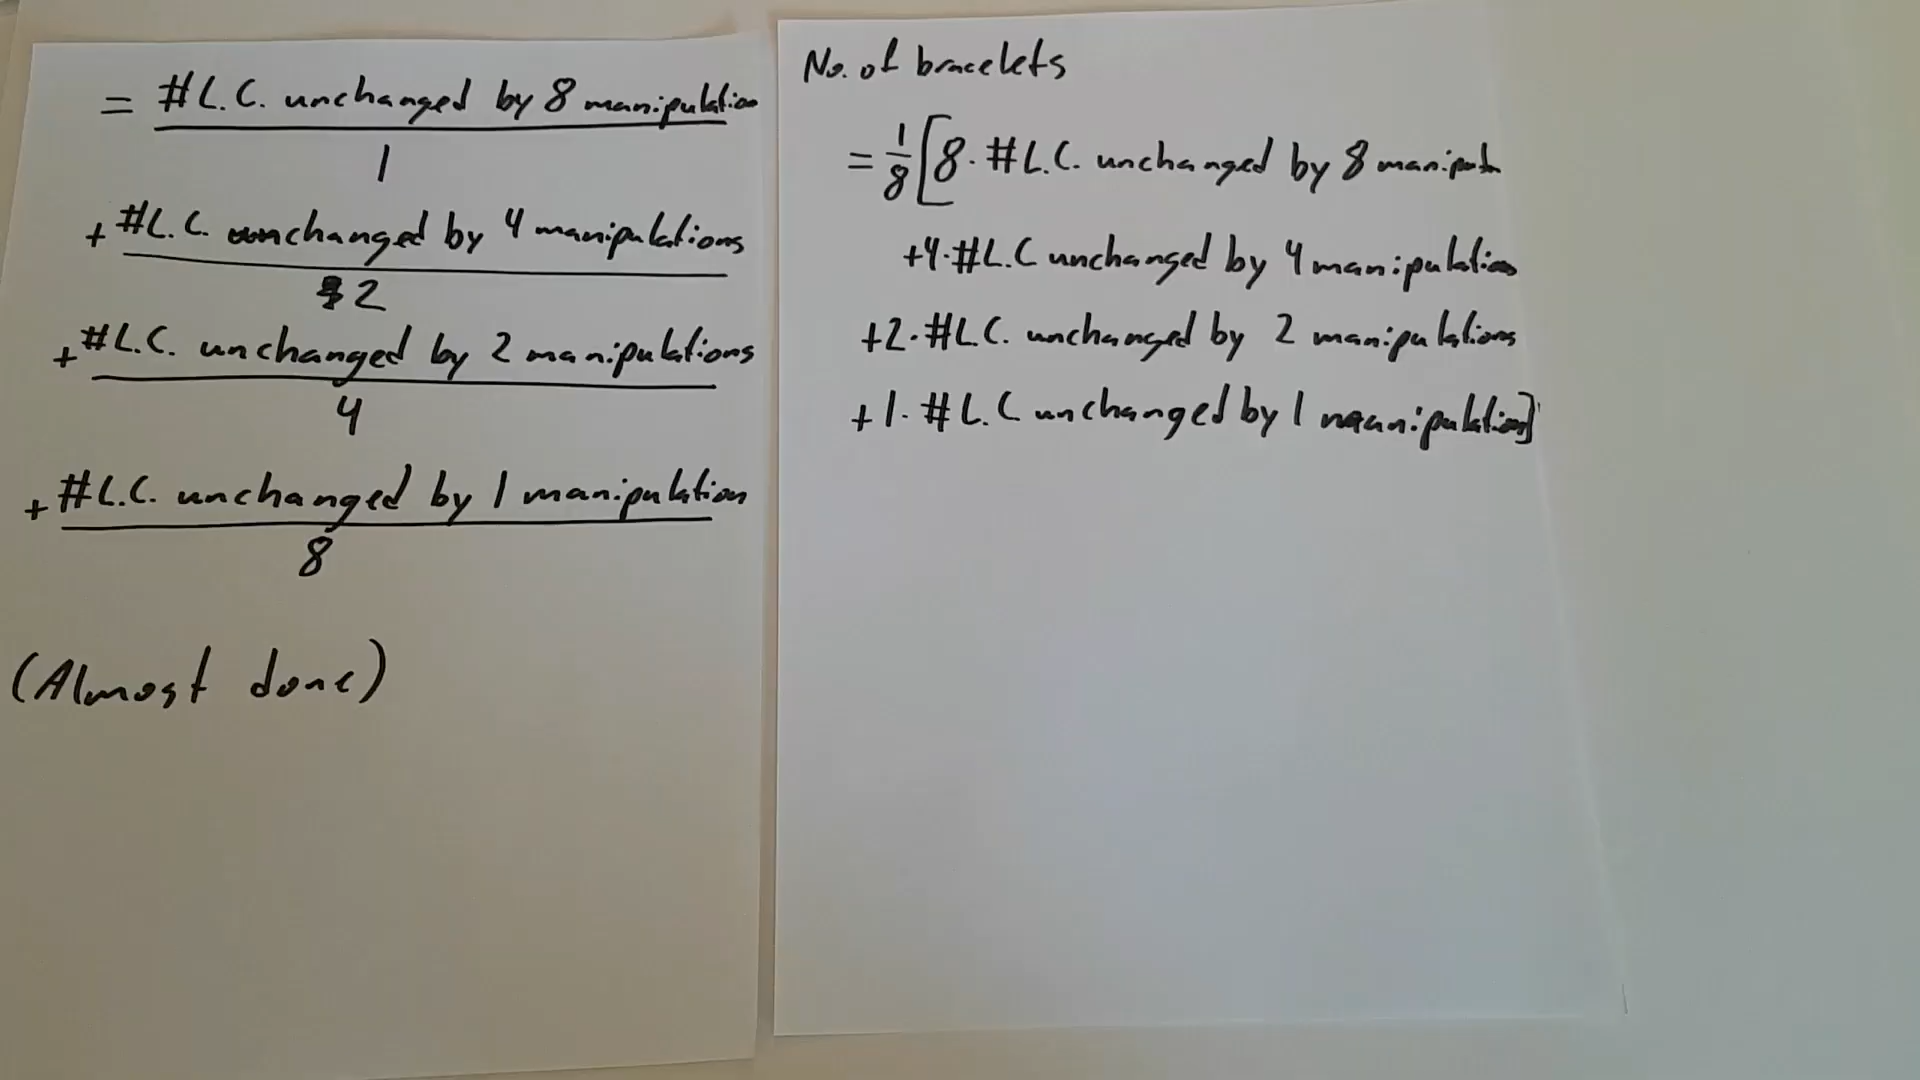 = #L.C. unchanged by 8 manipulation
1
+ #L.C. unchanged by 4 manipulations
2
+ #L.C. unchanged by 2 manipulations
4
+ #L.C. unchanged by 1 manipulation
8
(Almost done)
No. of bracelets
= 1/8 [8. #L.C. unchanged by 8
+4. #L.C unchanged by 4 manipulations
+2. #L.C. unchanged by 2 manipulations
+ 1. #L.C unchanged by 1 manipulation]